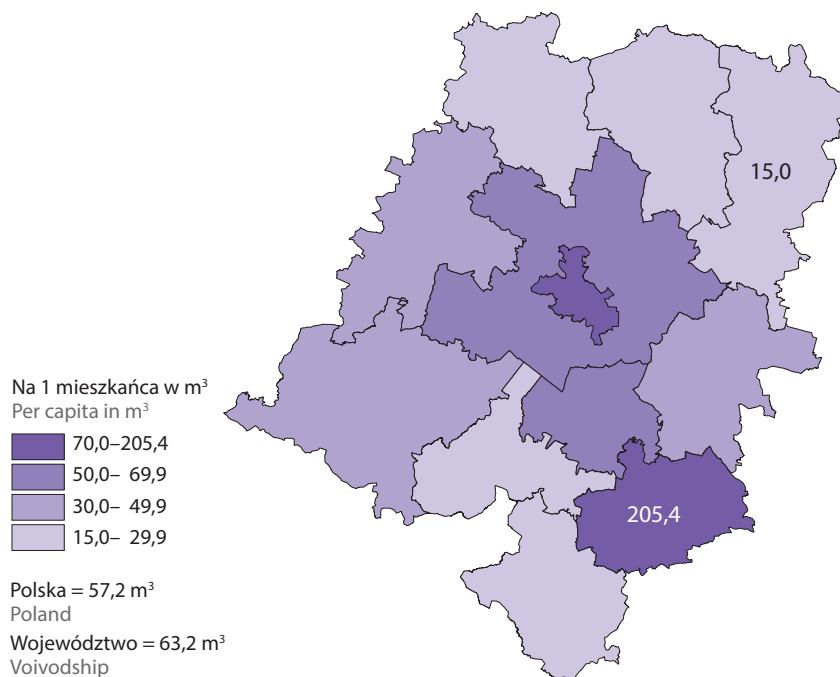 15,0
205,4
Na 1 mieszkańca w m³
Per capita in m³
70,0–205,4
50,0– 69,9
30,0– 49,9
15,0– 29,9
Polska = 57,2 m³
Poland
Województwo = 63,2 m³
Voivodship